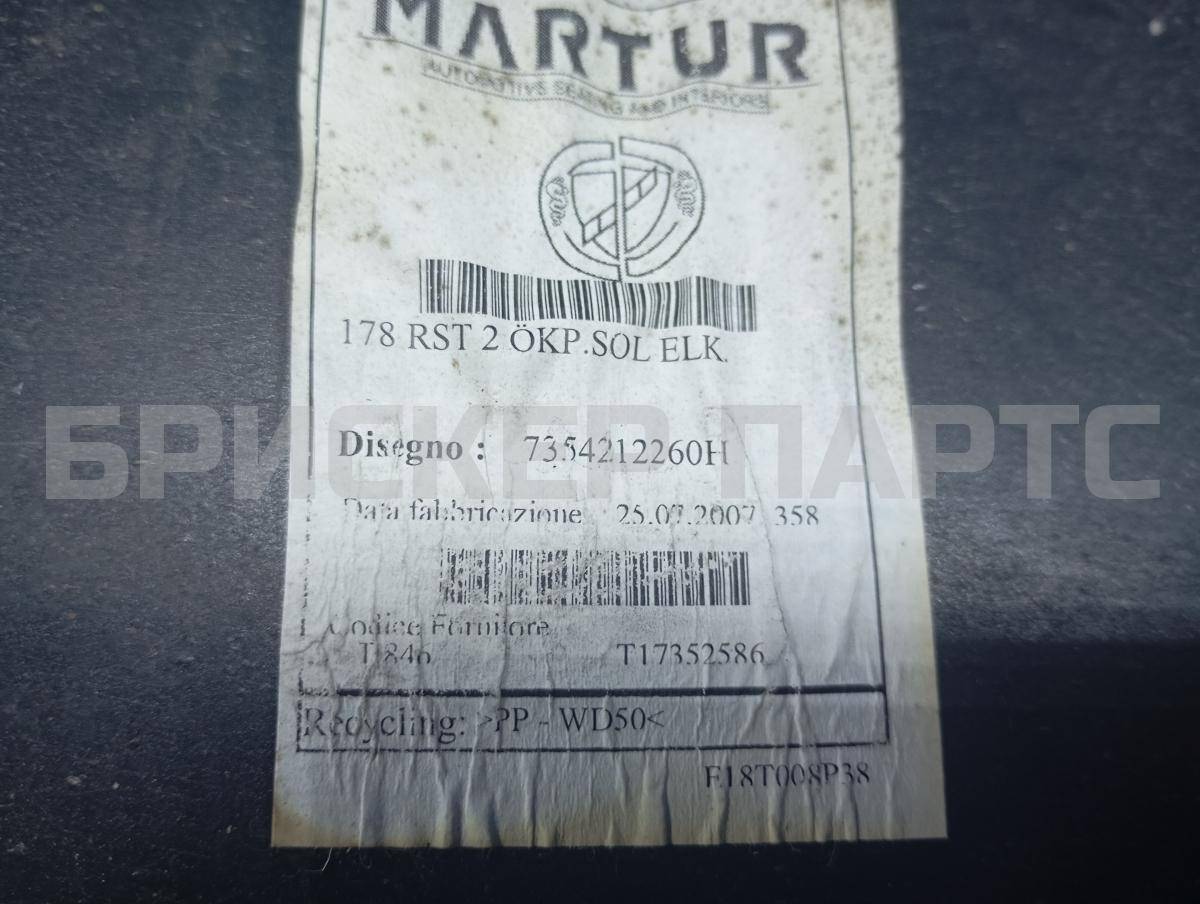 MARTUR
AUTOMOTIVE SEATING AND INTERIORS
178 RST 2 ÖKP.SOL ELK.
БРИСКЕР ПАРТС
Disegno : 7354212260H
Data fabbricazione 25.07.2007 358
Codice Fornitore
T 846 T17352586
Recycling: >PP - WD50<
E18T008P38